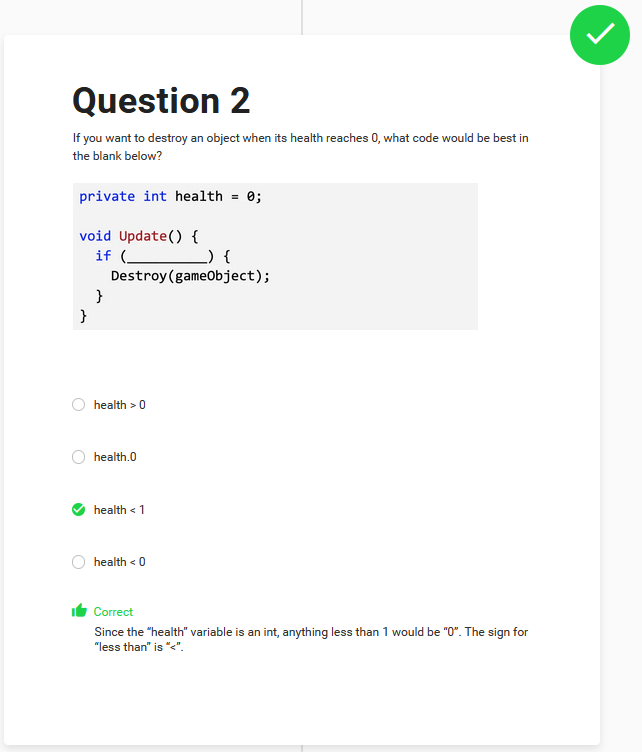 Question 2
If you want to destroy an object when its health reaches 0, what code would be best in
the blank below?
private int health = 0;
void Update() {
if (__________) {
Destroy(gameObject);
}
}
health > 0
health.0
health < 1
health < 0
Correct
Since the “health” variable is an int, anything less than 1 would be “0”. The sign for
“less than” is “<”.